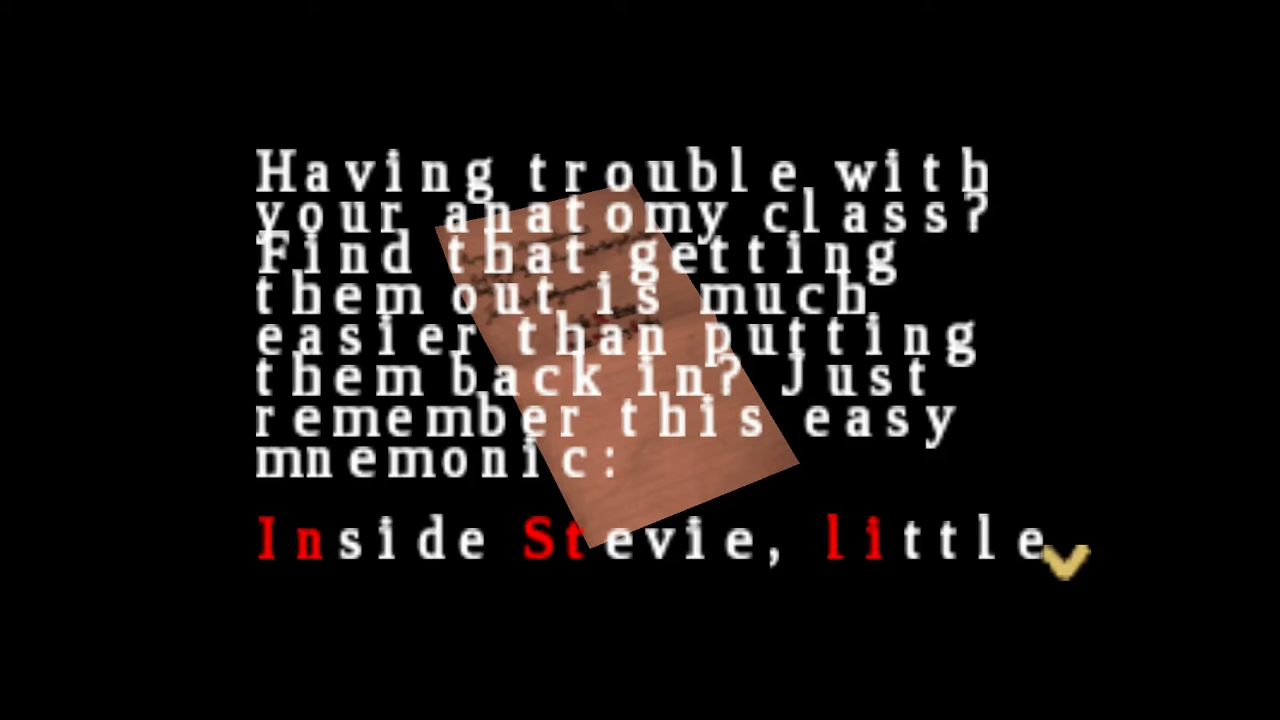 Having trouble with
your anatomy class?
Find that getting
them out is much
easier than putting
them back in? Just
remember this easy
mnemonic:
Inside Stevie, little